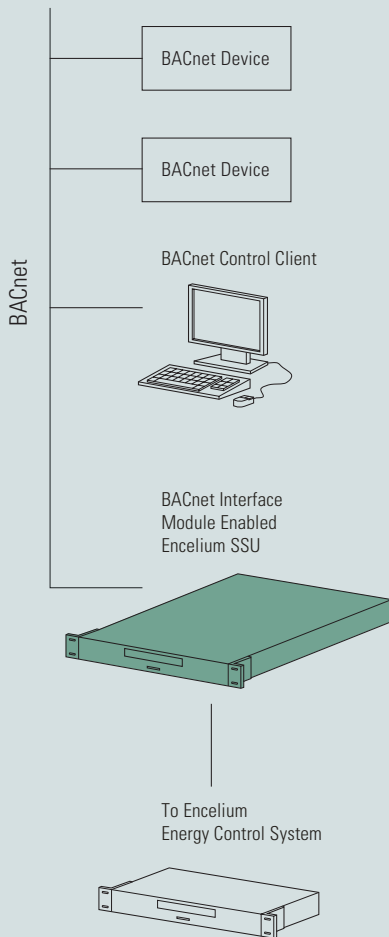 BACnet Device
BACnet Device
BACnet
BACnet Control Client
BACnet Interface
Module Enabled
Encelium SSU
To Encelium
Energy Control System